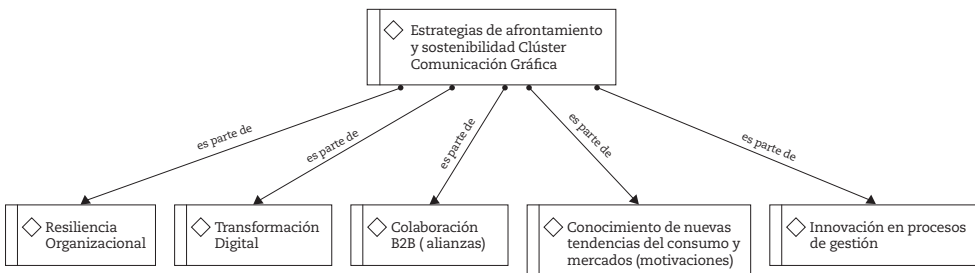 Estrategias de afrontamiento
y sostenibilidad Clúster
Comunicación Gráfica
es parte de
es parte de
es parte de
es parte de
es parte de
Resiliencia
Organizacional
Transformación
Digital
Colaboración
B2B ( alianzas)
Conocimiento de nuevas
tendencias del consumo y
mercados (motivaciones)
Innovación en procesos
de gestión